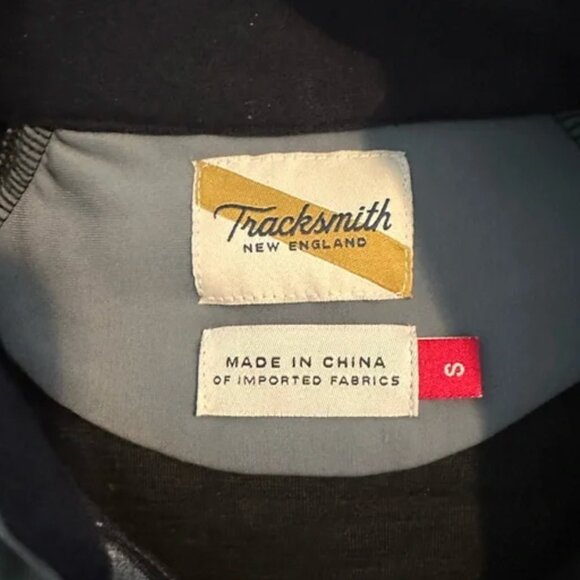 Tracksmith
NEW ENGLAND
MADE IN CHINA
OF IMPORTED FABRICS
S